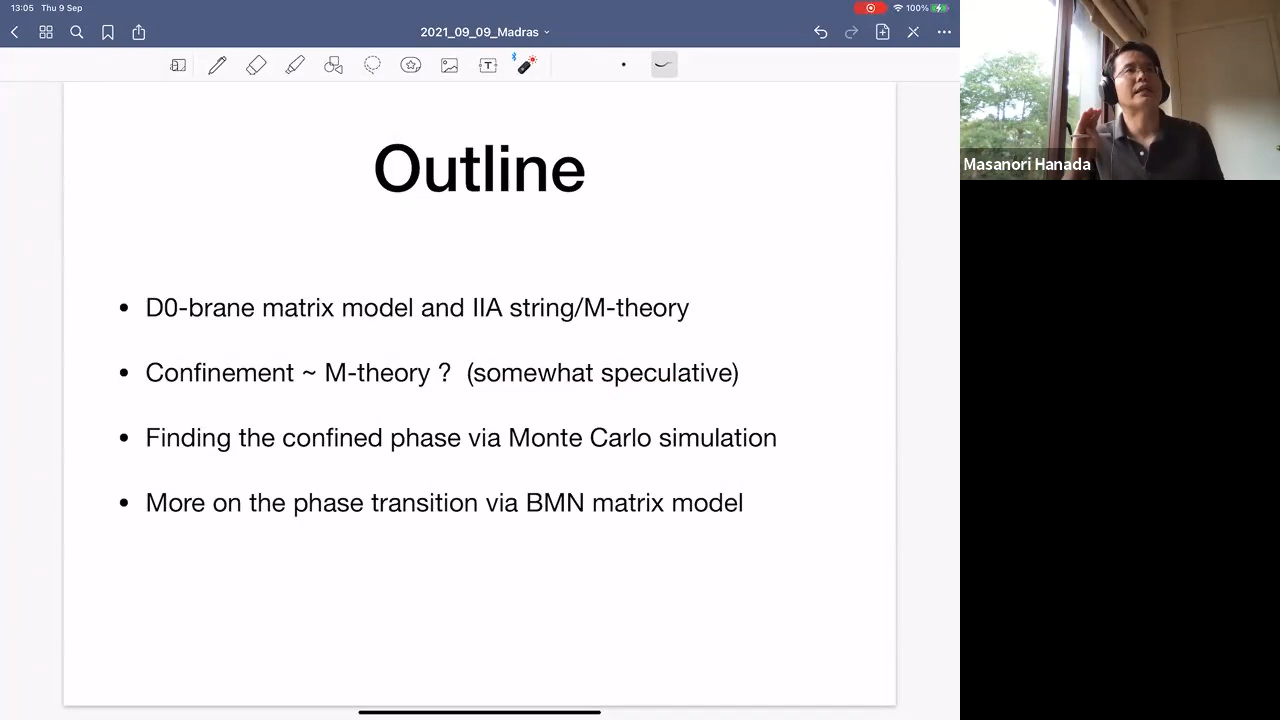 13:05 Thu 9 Sep
100%
2021_09_09_Madras
T
Masanori Hanada
Outline
• D0-brane matrix model and IIA string/M-theory
• Confinement ~ M-theory ? (somewhat speculative)
• Finding the confined phase via Monte Carlo simulation
• More on the phase transition via BMN matrix model